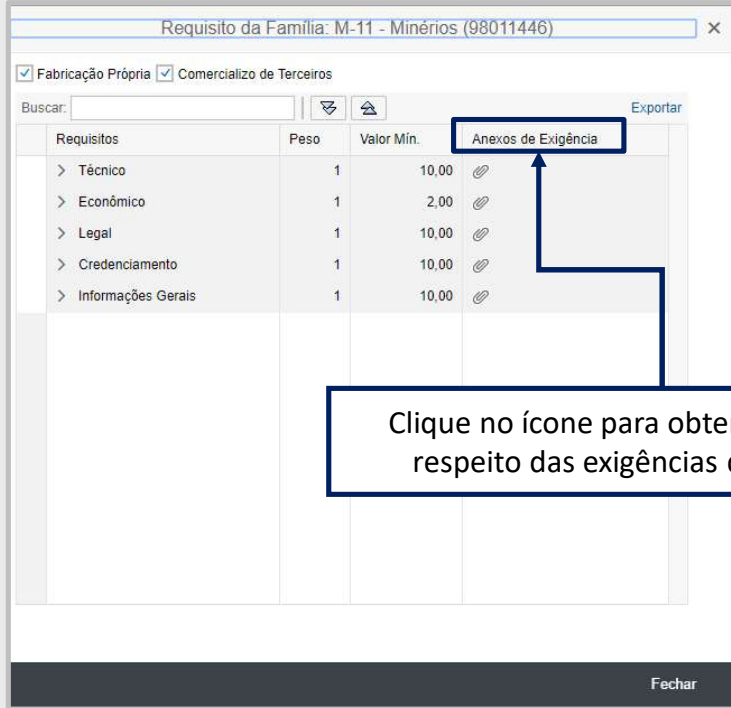 Requisito da Família: M-11 - Minérios (98011446)
Fabricação Própria Comercializo de Terceiros
Buscar: Exportar
Requisitos Peso Valor Mín. Anexos de Exigência
Técnico 1 10,00
Econômico 1 2,00
Legal 1 10,00
Credenciamento 1 10,00
Informações Gerais 1 10,00
Clique no ícone para obter
respeito das exigências
Fechar